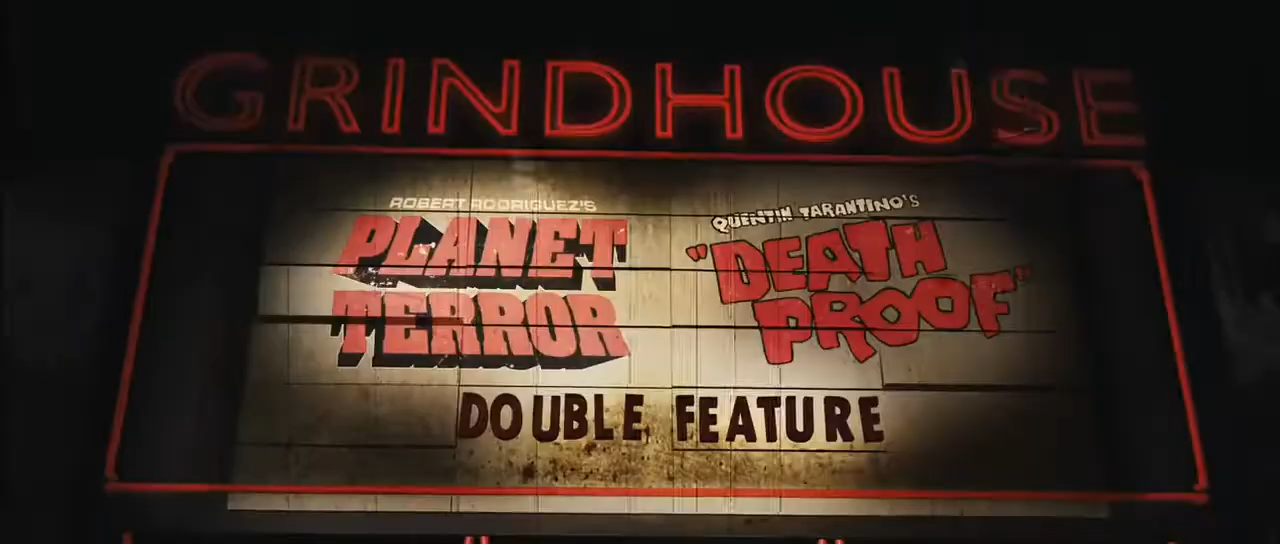 GRINDHOUSE
ROBERT RODRIGUEZ'S
PLANET
TERROR
QUENTIN TARANTINO'S
"DEATH
PROOF"
DOUBLE FEATURE